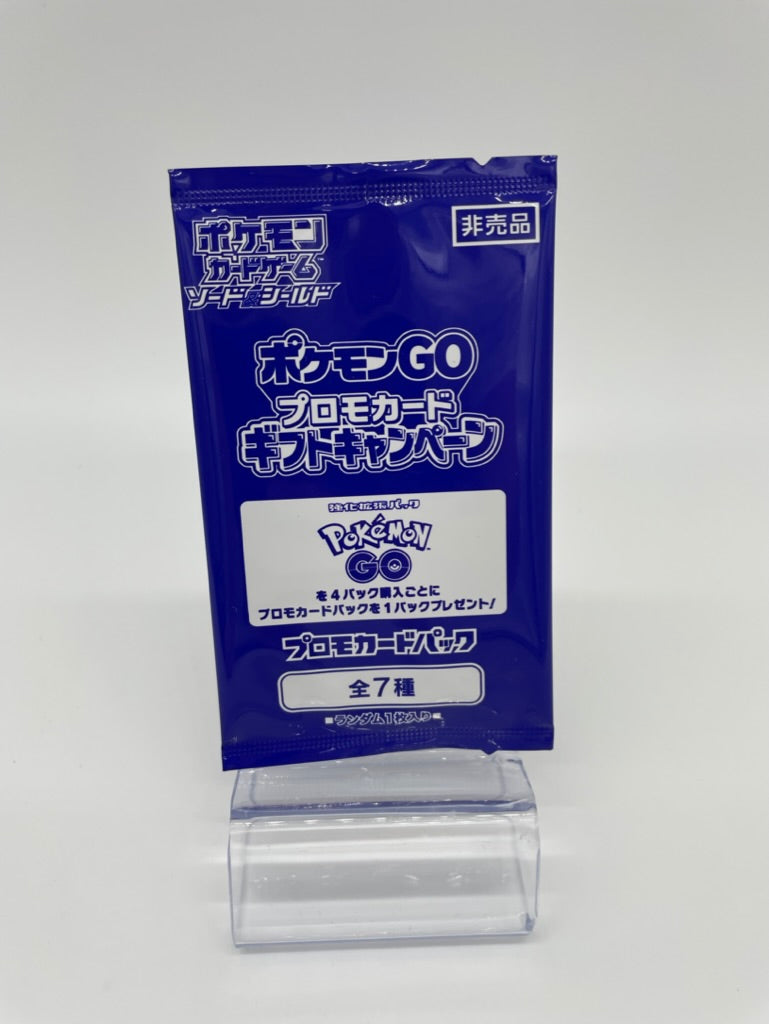 ポケモン
カードゲーム
ソード&シールド
非売品
ポケモンGO
プロモカード
ギフトキャンペーン
強化拡張パック
POKéMON
GO
を4パック購入ごとに
プロモカードパックを1パックプレゼント!
プロモカードパック
全7種
■ランダム1枚入り■